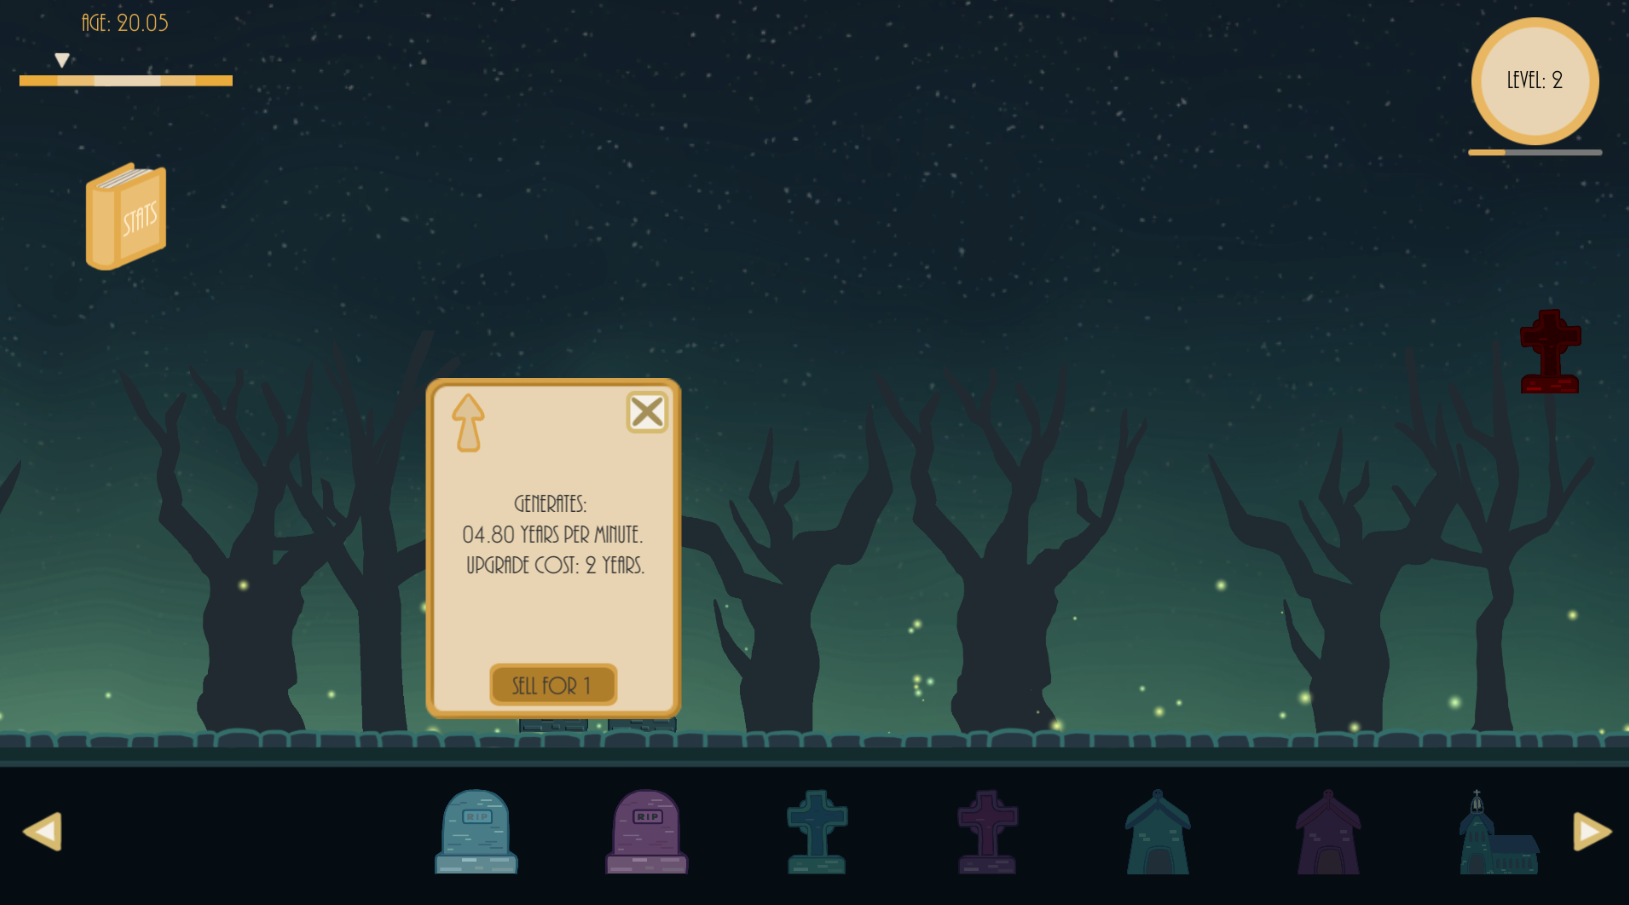 AGE: 20.05
LEVEL: 2
STATS
GENERATES:
04.80 YEARS PER MINUTE.
UPGRADE COST: 2 YEARS.
SELL FOR 1
RIP
RIP